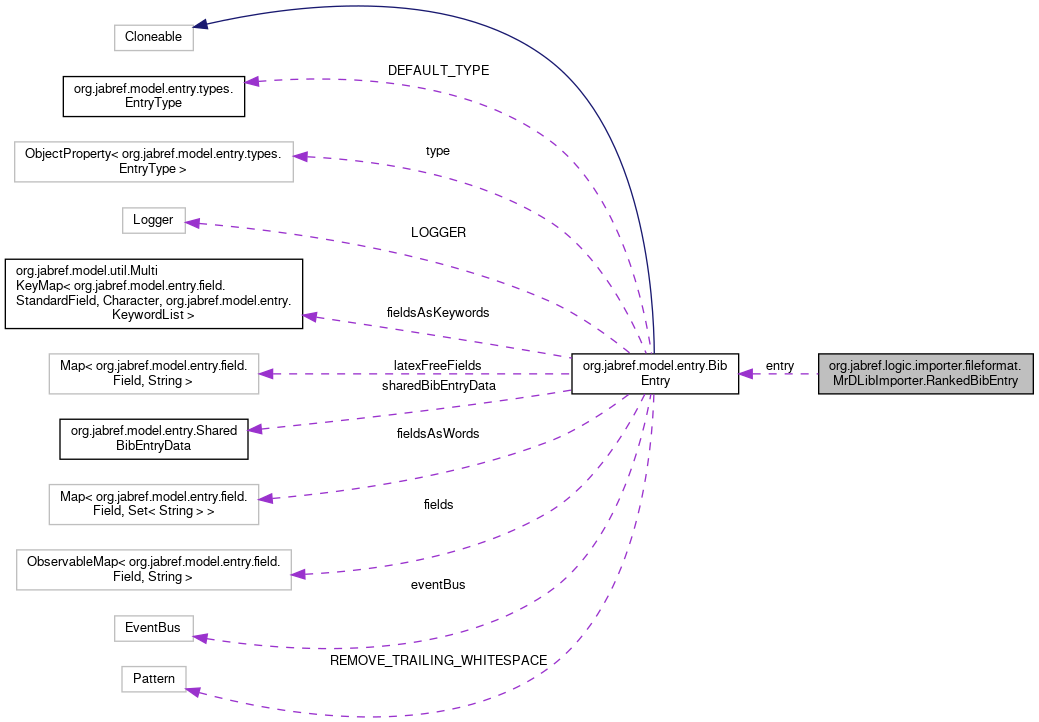 Cloneable
DEFAULT_TYPE
org.jabref.model.entry.types.
EntryType
type
ObjectProperty< org.jabref.model.entry.types.
EntryType >
Logger
LOGGER
org.jabref.model.util.Multi
KeyMap< org.jabref.model.entry.field.
StandardField, Character, org.jabref.model.entry.
KeywordList >
fieldsAsKeywords
Map< org.jabref.model.entry.field.
Field, String >
latexFreeFields
org.jabref.model.entry.Bib
Entry
entry
org.jabref.logic.importer.fileformat.
MrDLibImporter.RankedBibEntry
sharedBibEntryData
org.jabref.model.entry.Shared
BibEntryData
fieldsAsWords
Map< org.jabref.model.entry.field.
Field, Set< String > >
fields
ObservableMap< org.jabref.model.entry.field.
Field, String >
eventBus
EventBus
REMOVE_TRAILING_WHITESPACE
Pattern